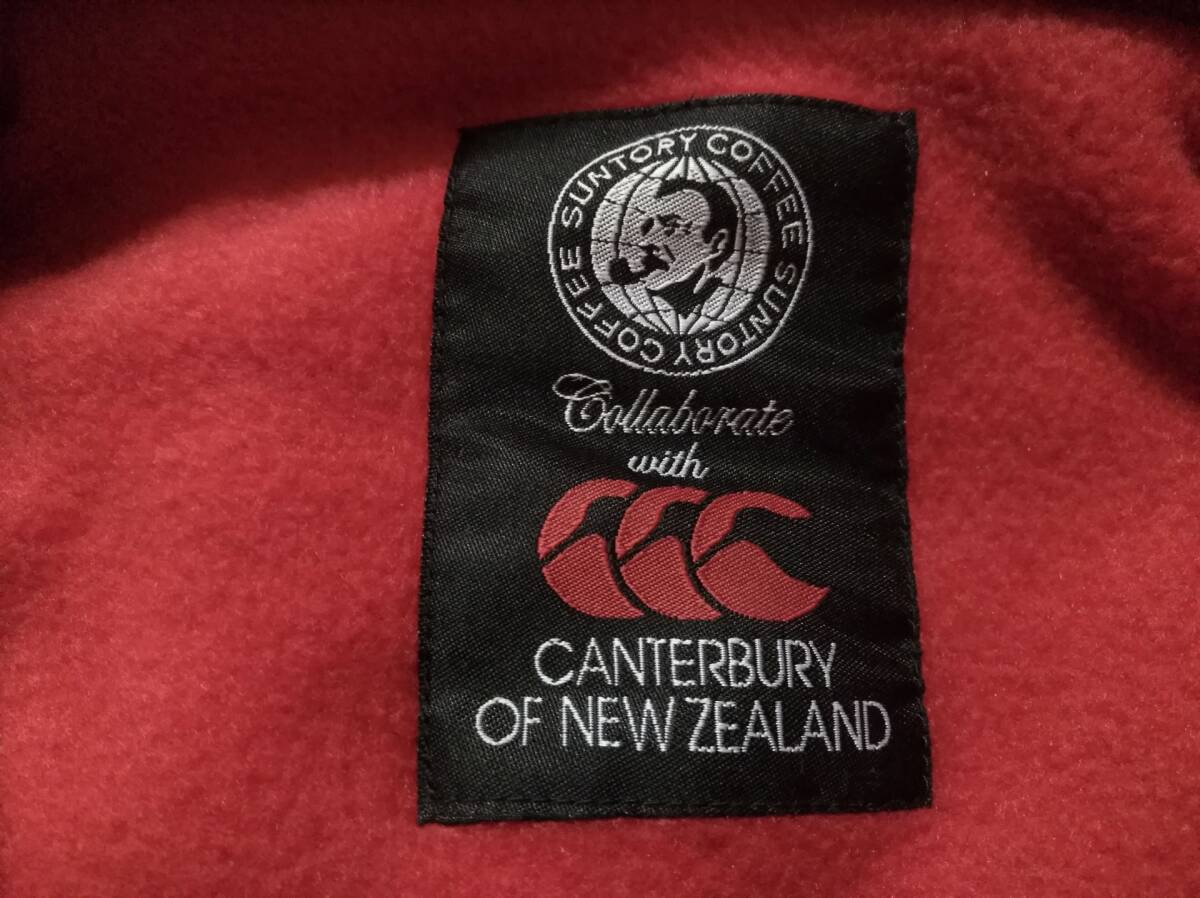 SUNTORY COFFEE SUNTORY COFFEE
Collaborate
with
CANTERBURY
OF NEW ZEALAND